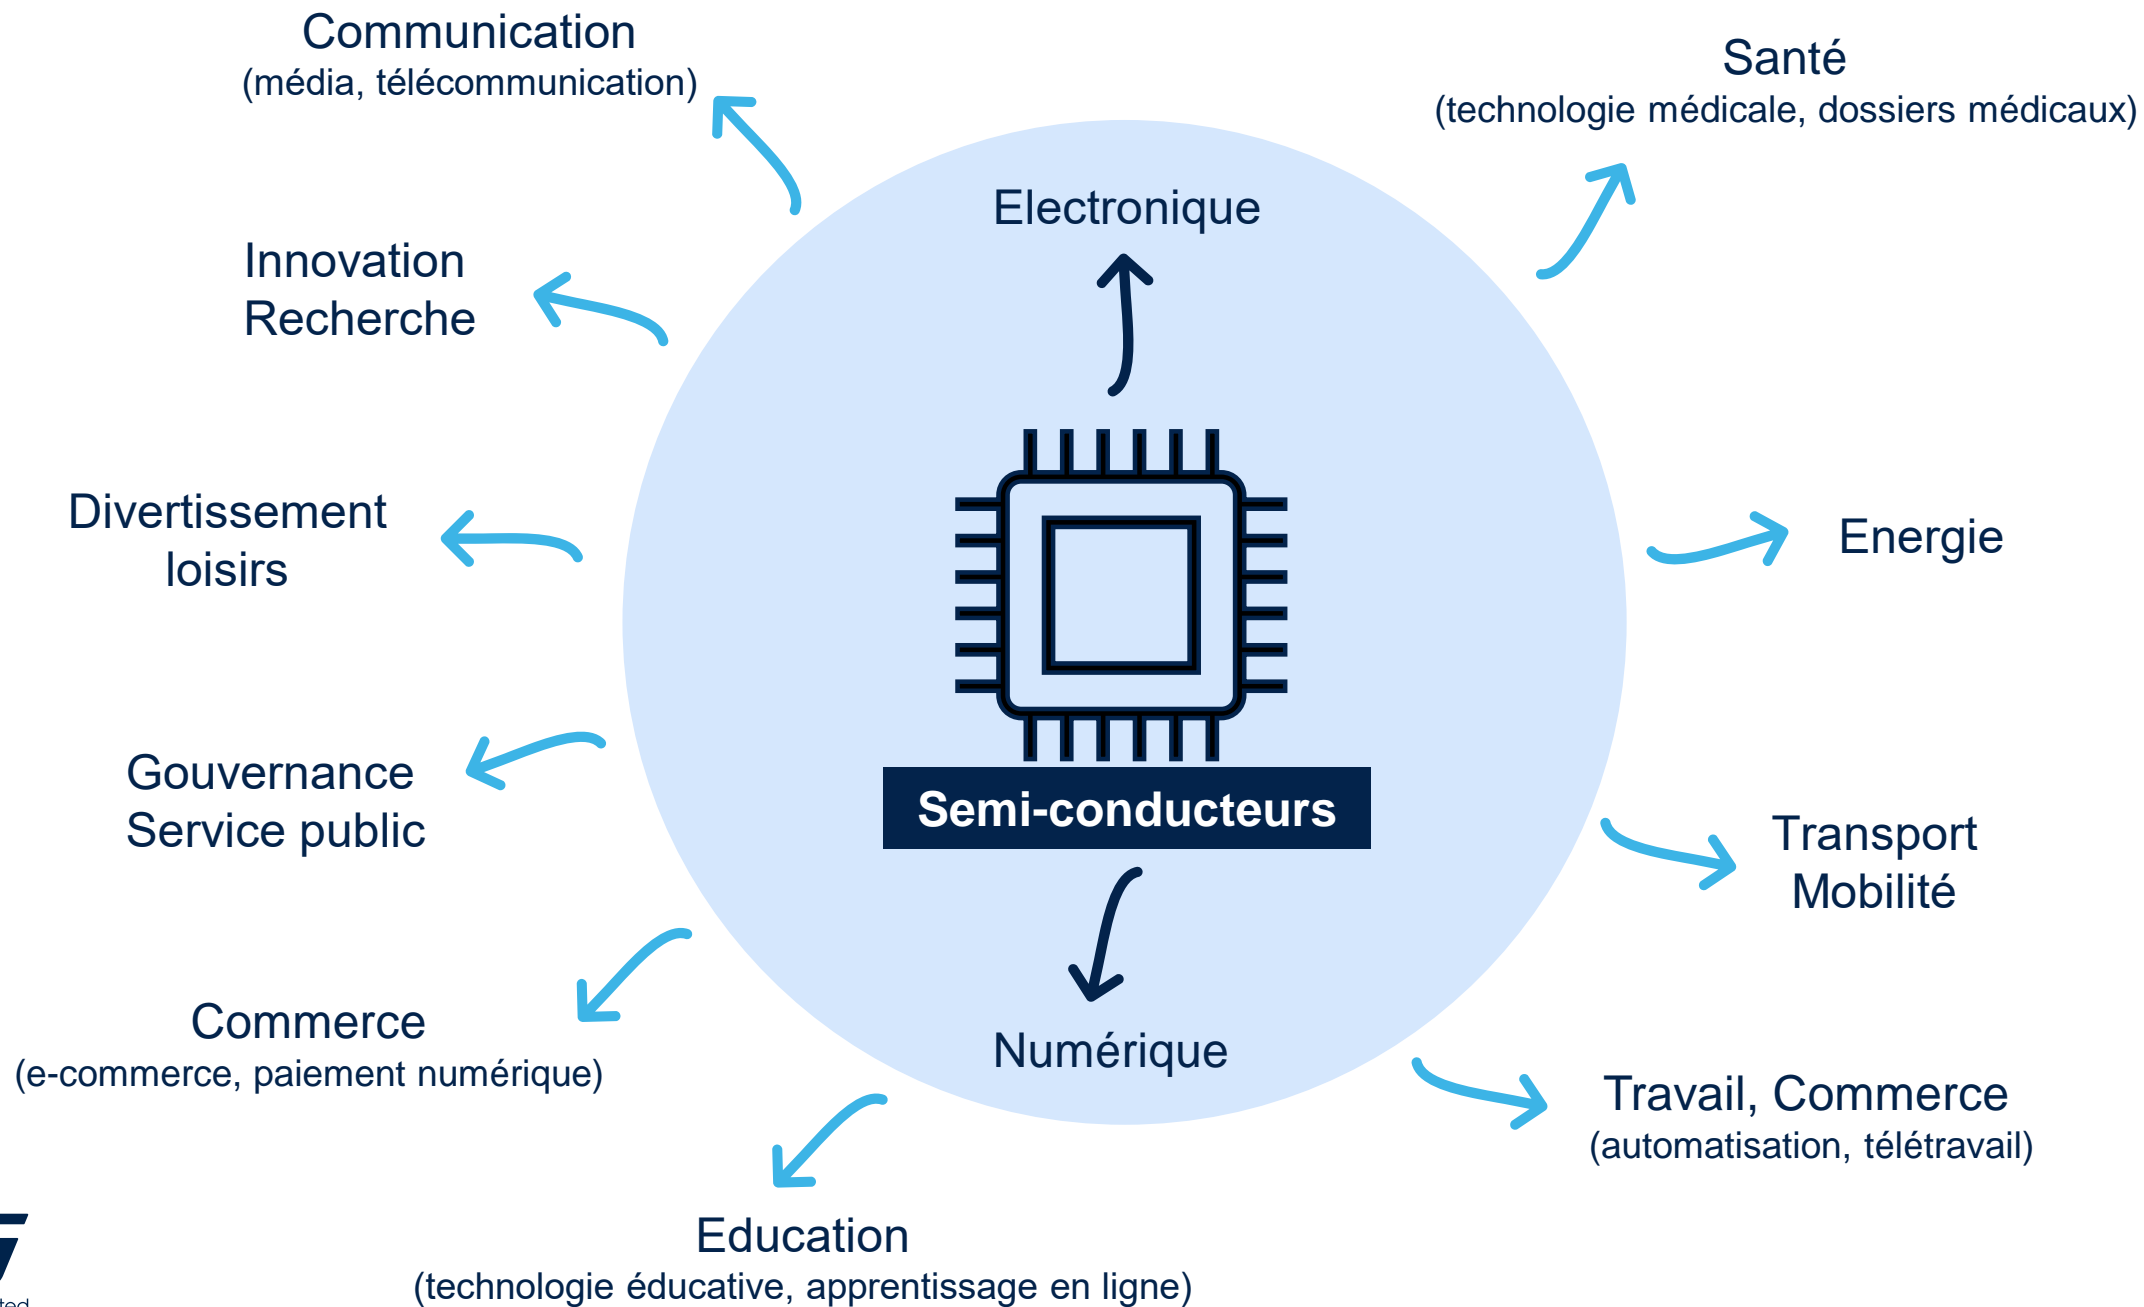 Communication
(média, télécommunication)
Santé
(technologie médicale, dossiers médicaux)
Electronique
Innovation
Recherche
Divertissement
loisirs
Energie
Gouvernance
Service public
Semi-conducteurs
Transport
Mobilité
Commerce
(e-commerce, paiement numérique)
Numérique
Travail, Commerce
(automatisation, télétravail)
Education
(technologie éducative, apprentissage en ligne)